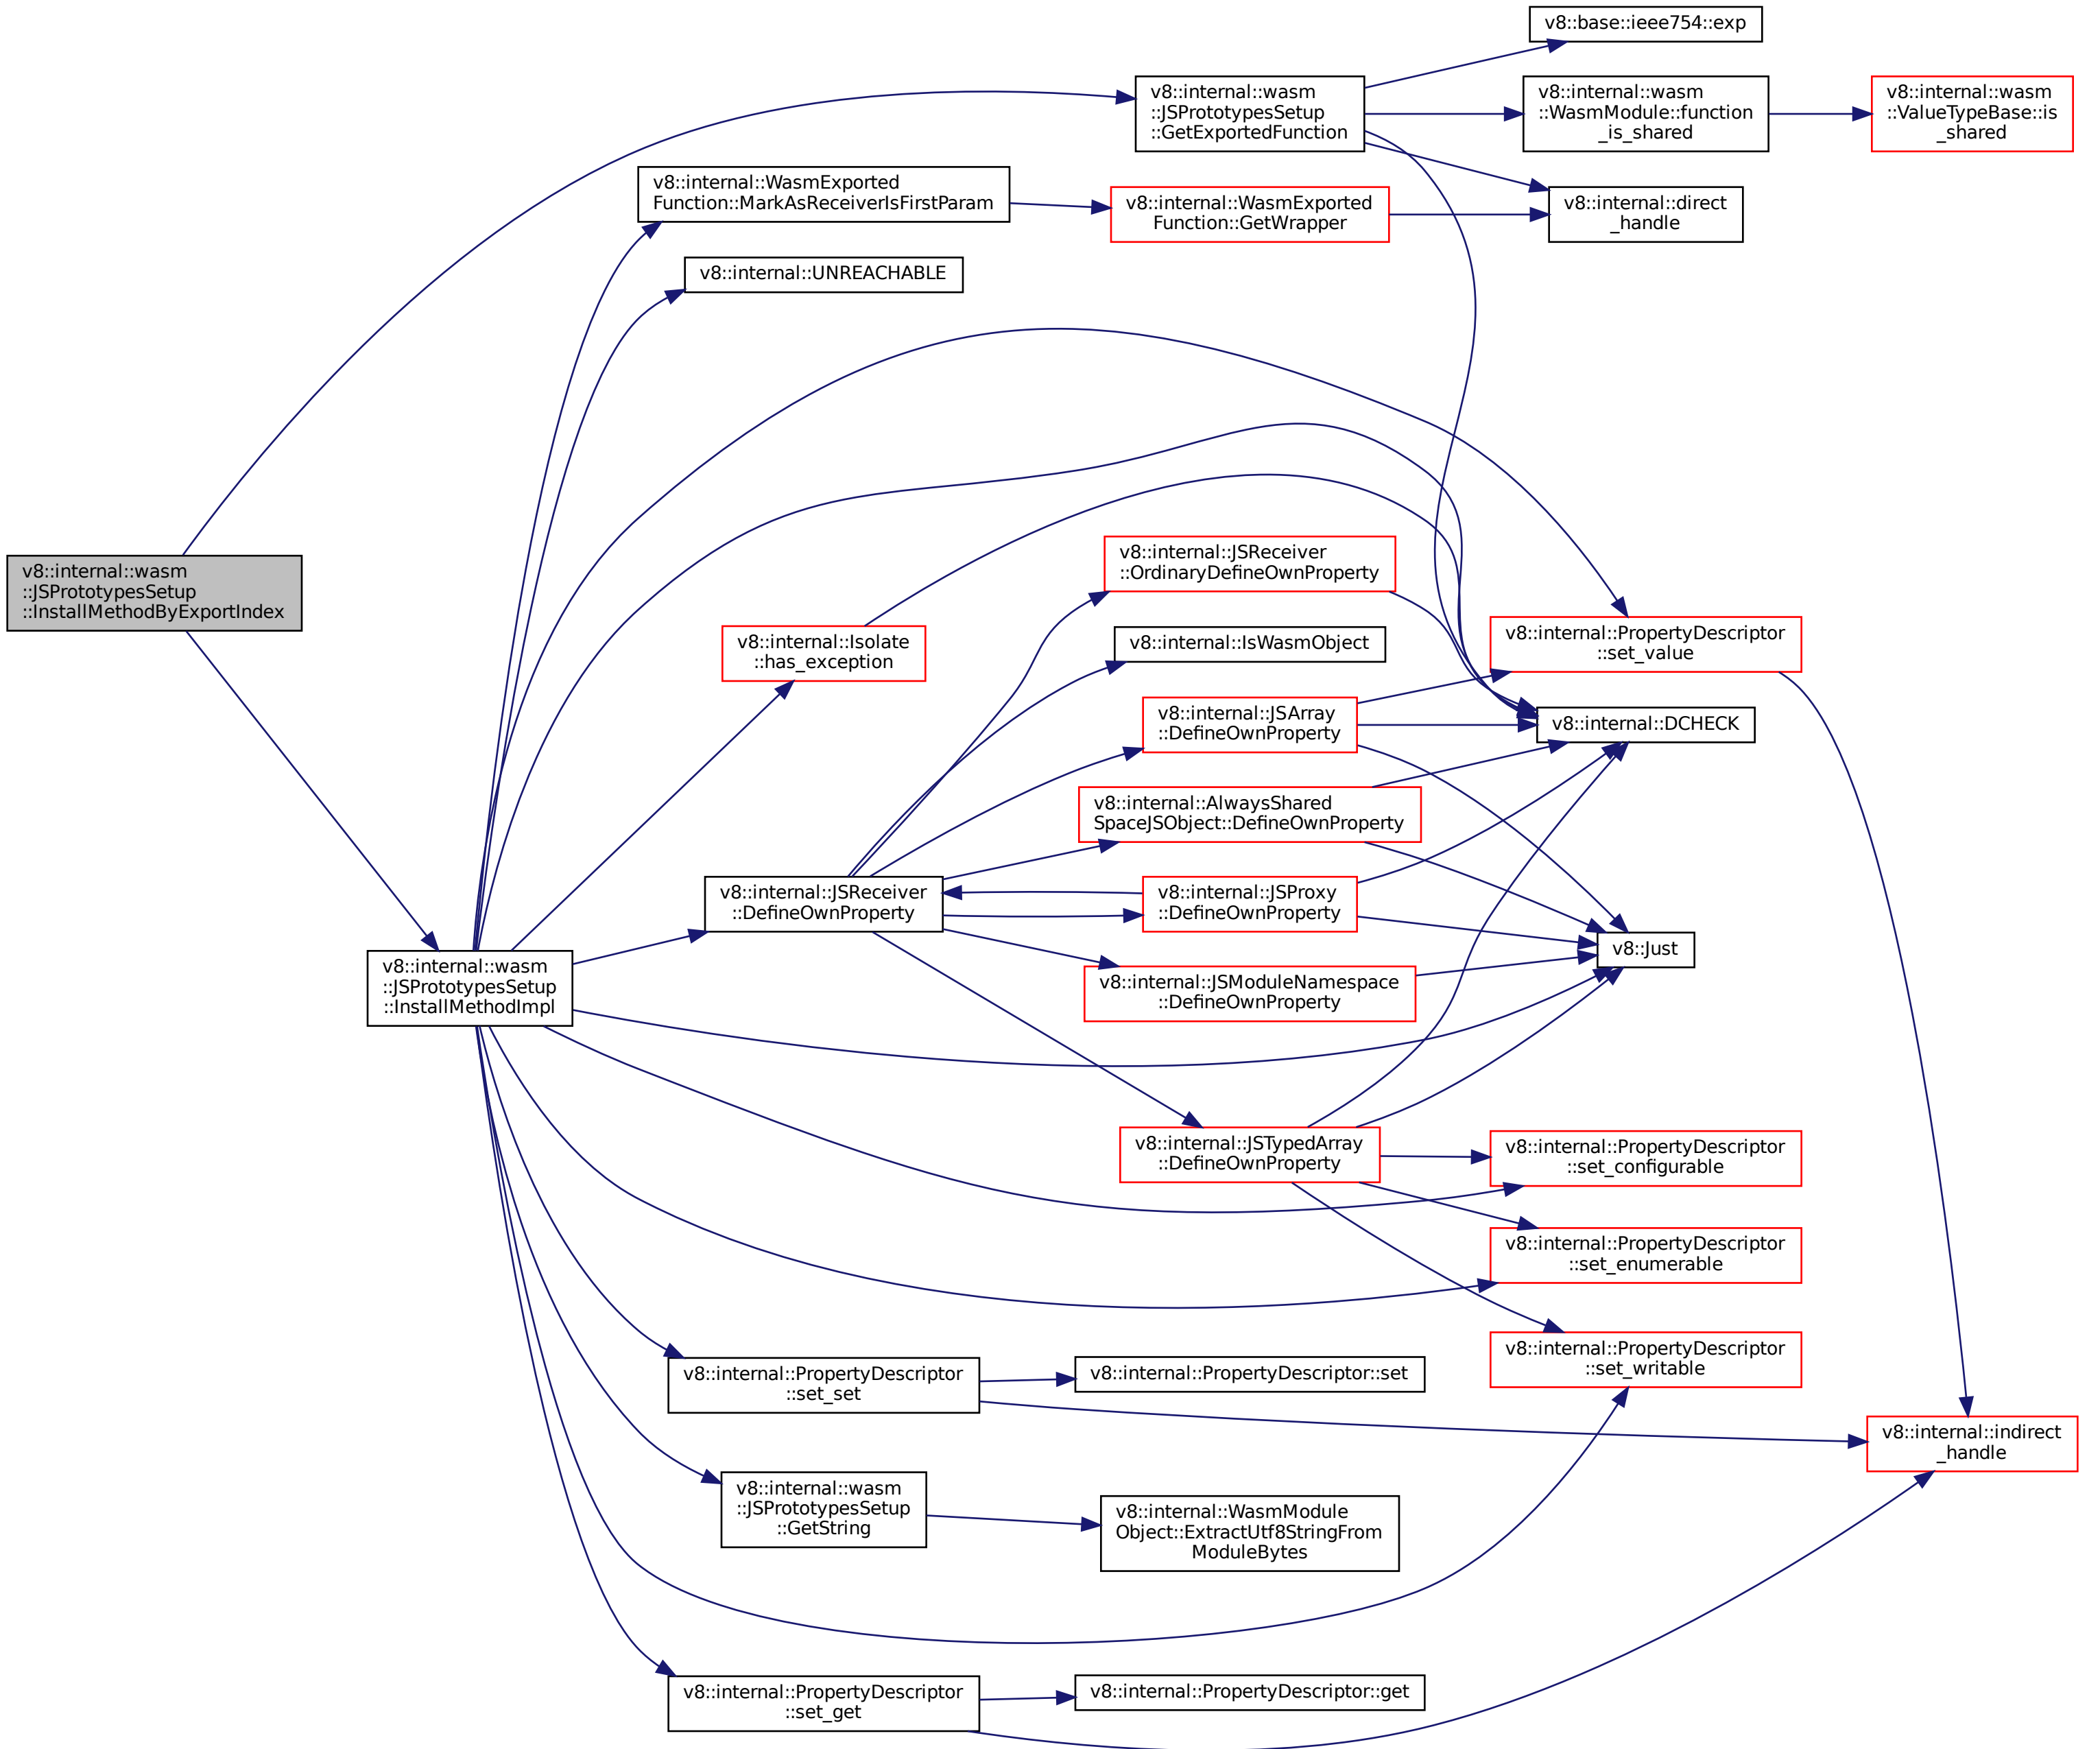 v8::base::ieee754::exp
v8::internal::wasm
::JSPrototypesSetup
::GetExportedFunction
v8::internal::wasm
::WasmModule::function
_is_shared
v8::internal::wasm
::ValueTypeBase::is
_shared
v8::internal::WasmExported
Function::MarkAsReceiverIsFirstParam
v8::internal::WasmExported
Function::GetWrapper
v8::internal::direct
_handle
v8::internal::UNREACHABLE
v8::internal::wasm
::JSPrototypesSetup
::InstallMethodByExportIndex
v8::internal::JSReceiver
::OrdinaryDefineOwnProperty
v8::internal::Isolate
::has_exception
v8::internal::IsWasmObject
v8::internal::PropertyDescriptor
::set_value
v8::internal::JSArray
::DefineOwnProperty
v8::internal::DCHECK
v8::internal::AlwaysShared
SpaceJSObject::DefineOwnProperty
v8::internal::JSReceiver
::DefineOwnProperty
v8::internal::JSProxy
::DefineOwnProperty
v8::Just
v8::internal::wasm
::JSPrototypesSetup
::InstallMethodImpl
v8::internal::JSModuleNamespace
::DefineOwnProperty
v8::internal::JSTypedArray
::DefineOwnProperty
v8::internal::PropertyDescriptor
::set_configurable
v8::internal::PropertyDescriptor
::set_enumerable
v8::internal::PropertyDescriptor
::set_writable
v8::internal::PropertyDescriptor
::set_set
v8::internal::PropertyDescriptor::set
v8::internal::indirect
_handle
v8::internal::wasm
::JSPrototypesSetup
::GetString
v8::internal::WasmModule
Object::ExtractUtf8StringFrom
ModuleBytes
v8::internal::PropertyDescriptor
::set_get
v8::internal::PropertyDescriptor::get